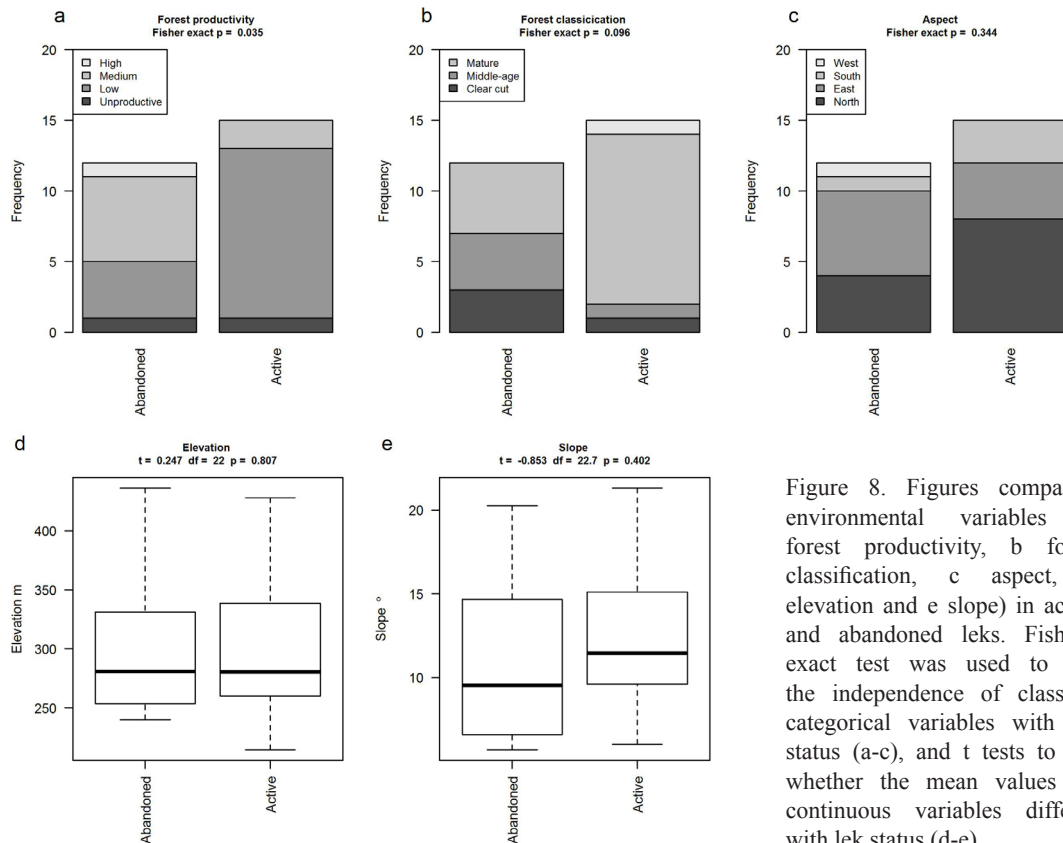 a
Forest productivity
Fisher exact p = 0.035
20
15
10
5
0
Frequency
High
Medium
Low
Unproductive
Abandoned
Active
b
Forest classicication
Fisher exact p = 0.096
20
15
10
5
0
Frequency
Mature
Middle-age
Clear cut
Abandoned
Active
c
Aspect
Fisher exact p = 0.344
20
15
10
5
0
Frequency
West
South
East
North
Abandoned
Active
d
Elevation
t = 0.247 df = 22 p = 0.807
400
350
300
250
Elevation m
Abandoned
Active
e
Slope
t = -0.853 df = 22.7 p = 0.402
20
15
10
Slope °
Abandoned
Active
Figure 8. Figures compa
environmental variables
forest productivity, b fo
classification, c aspect,
elevation and e slope) in ac
and abandoned leks. Fish
exact test was used to
the independence of class
categorical variables with
status (a-c), and t tests to
whether the mean values
continuous variables diff
with lek status (d-e)